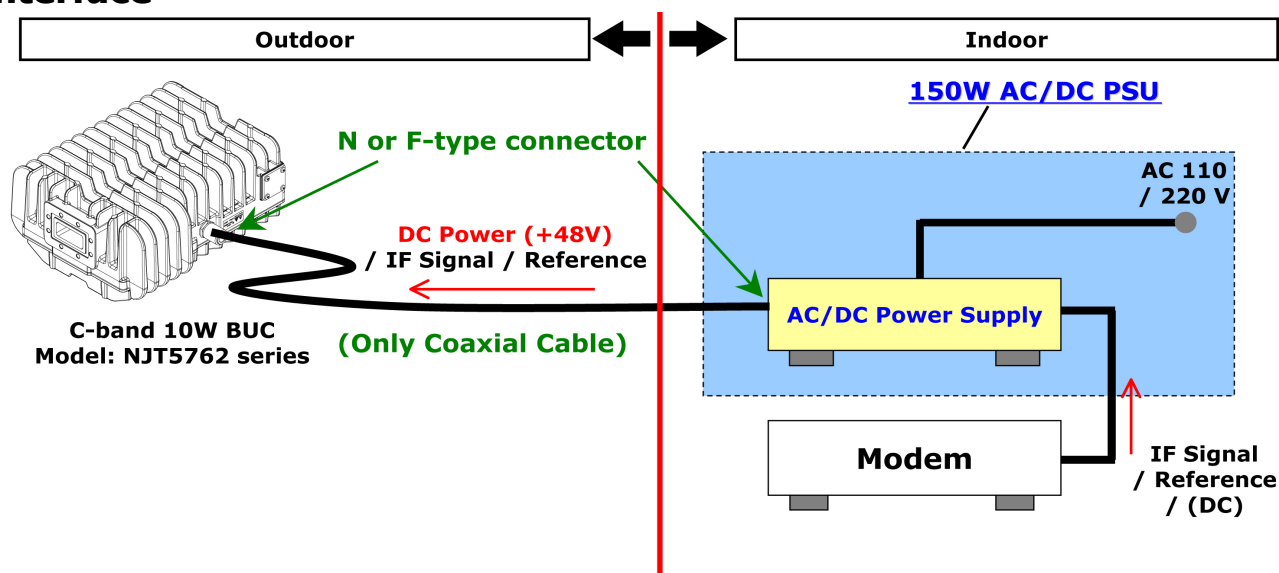 Outdoor
Indoor
150W AC/DC PSU
N or F-type connector
AC 110
/ 220 V
DC Power (+48V)
/ IF Signal / Reference
AC/DC Power Supply
C-band 10W BUC
Model: NJT5762 series
(Only Coaxial Cable)
Modem
IF Signal
/ Reference
/ (DC)